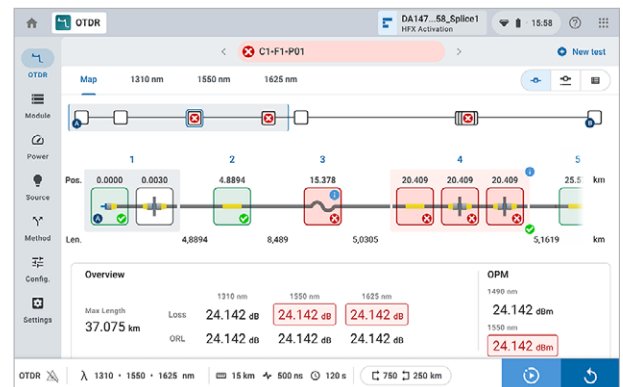 OTDR
DA147...58_Splice1
HFX Activation
15:58
C1-F1-P01
New test
OTDR
Module
Power
Source
Method
Config.
Settings
Map 1310 nm 1550 nm 1625 nm
A B
1 2 3 4 5
Pos. 0.0000 0.0030 4.8894 15.378 20.409 20.409 20.409 25.5 km
A
Len. 4,8894 8,489 5,0305 5,1619 km
Overview
1310 nm 1550 nm 1625 nm
Max Length
37.075 km
Loss 24.142 dB 24.142 dB 24.142 dB
ORL 24.142 dB 24.142 dB 24.142 dB
OPM
1490 nm
24.142 dBm
1550 nm
24.142 dBm
OTDR λ 1310 • 1550 • 1625 nm 15 km 500 ns 120 s 750 250 km